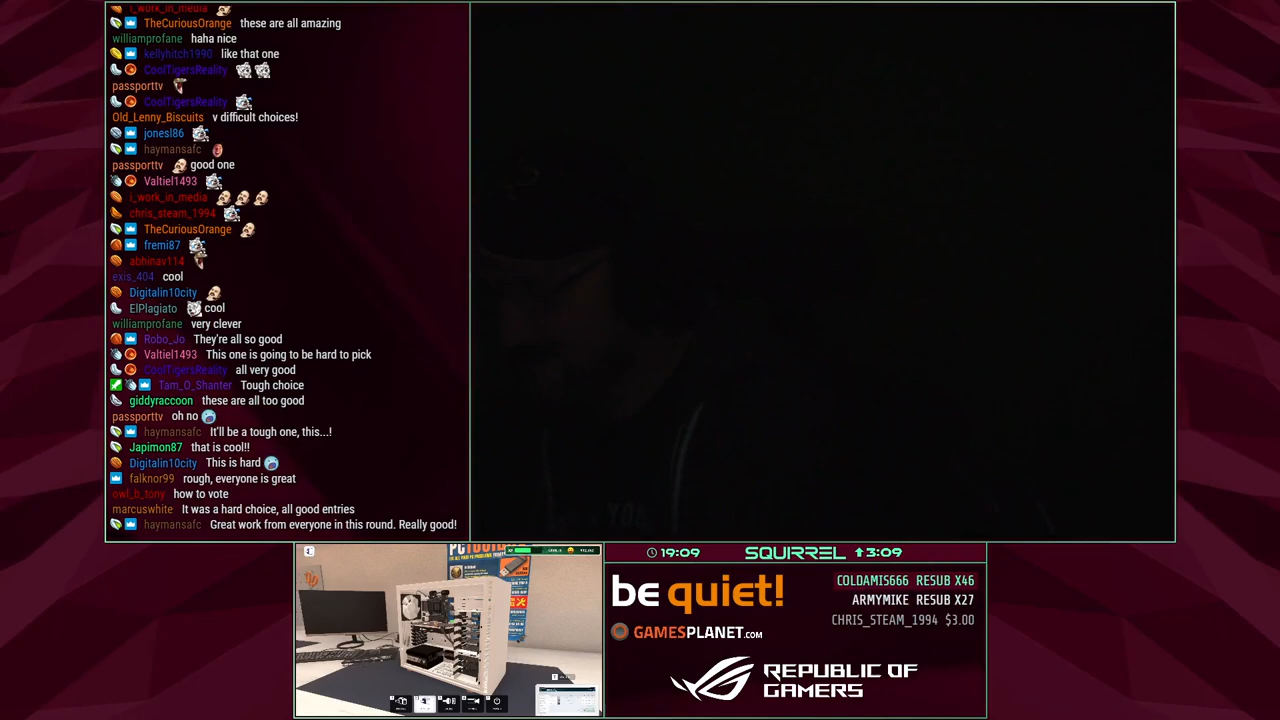 i_work_in_media
TheCuriousOrange these are all amazing
williamprofane haha nice
kellyhitch1990 like that one
CoolTigersReality
passporttv
CoolTigersReality
Old_Lenny_Biscuits v difficult choices!
jonesl86
haymansafc
passporttv good one
Valtiel1493
i_work_in_media
chris_steam_1994
TheCuriousOrange
fremi87
abhinav114
exis_404 cool
Digitalin10city
ElPlagiato cool
williamprofane very clever
Robo_Jo They're all so good
Valtiel1493 This one is going to be hard to pick
CoolTigersReality all very good
Tam_O_Shanter Tough choice
giddyraccoon these are all too good
passporttv oh no
haymansafc It'll be a tough one, this...!
Japimon87 that is cool!!
Digitalin10city This is hard
falknor99 rough, everyone is great
owl_b_tony how to vote
marcuswhite It was a hard choice, all good entries
haymansafc Great work from everyone in this round. Really good!
19:09 SQUIRREL 3:09
be quiet!
GAMESPLANET.COM
COLDAMIS666 RESUB X46
ARMYMIKE RESUB X27
CHRIS_STEAM_1994 $3.00
REPUBLIC OF
GAMERS